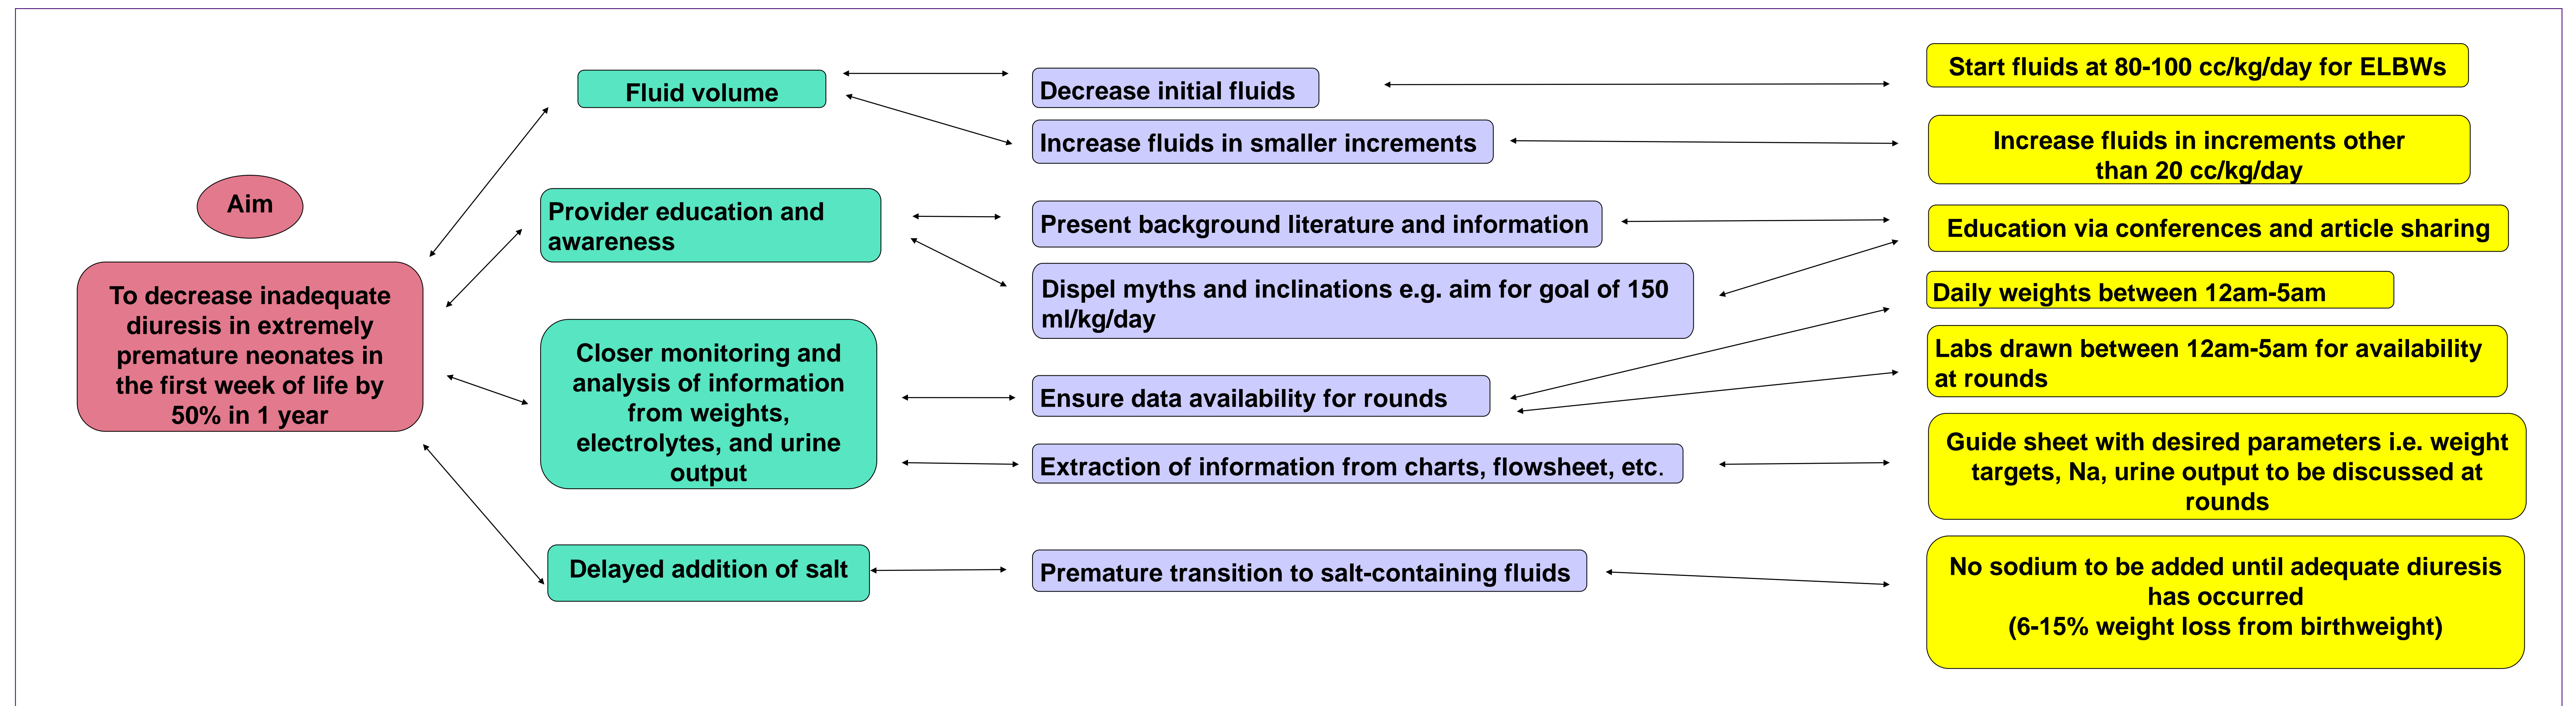 Aim
To decrease inadequate
diuresis in extremely
premature neonates in
the first week of life by
50% in 1 year
Fluid volume
Provider education and
awareness
Closer monitoring and
analysis of information
from weights,
electrolytes, and urine
output
Delayed addition of salt
Decrease initial fluids
Increase fluids in smaller increments
Present background literature and information
Dispel myths and inclinations e.g. aim for goal of 150
ml/kg/day
Ensure data availability for rounds
Extraction of information from charts, flowsheet, etc.
Premature transition to salt-containing fluids
Start fluids at 80-100 cc/kg/day for ELBWs
Increase fluids in increments other
than 20 cc/kg/day
Education via conferences and article sharing
Daily weights between 12am-5am
Labs drawn between 12am-5am for availability
at rounds
Guide sheet with desired parameters i.e. weight
targets, Na, urine output to be discussed at
rounds
No sodium to be added until adequate diuresis
has occurred
(6-15% weight loss from birthweight)